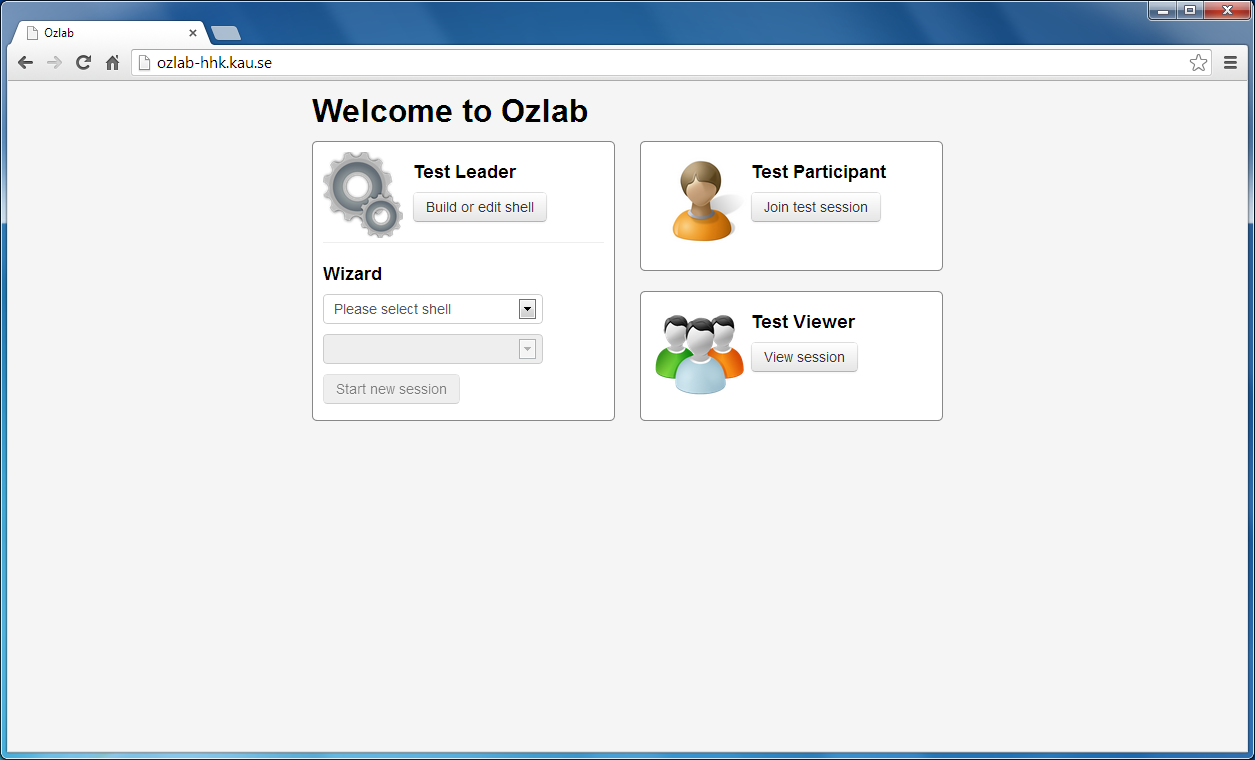 Ozlab
ozlab-hhk.kau.se
Welcome to Ozlab
Test Leader
Build or edit shell
Wizard
Please select shell
Start new session
Test Participant
Join test session
Test Viewer
View session